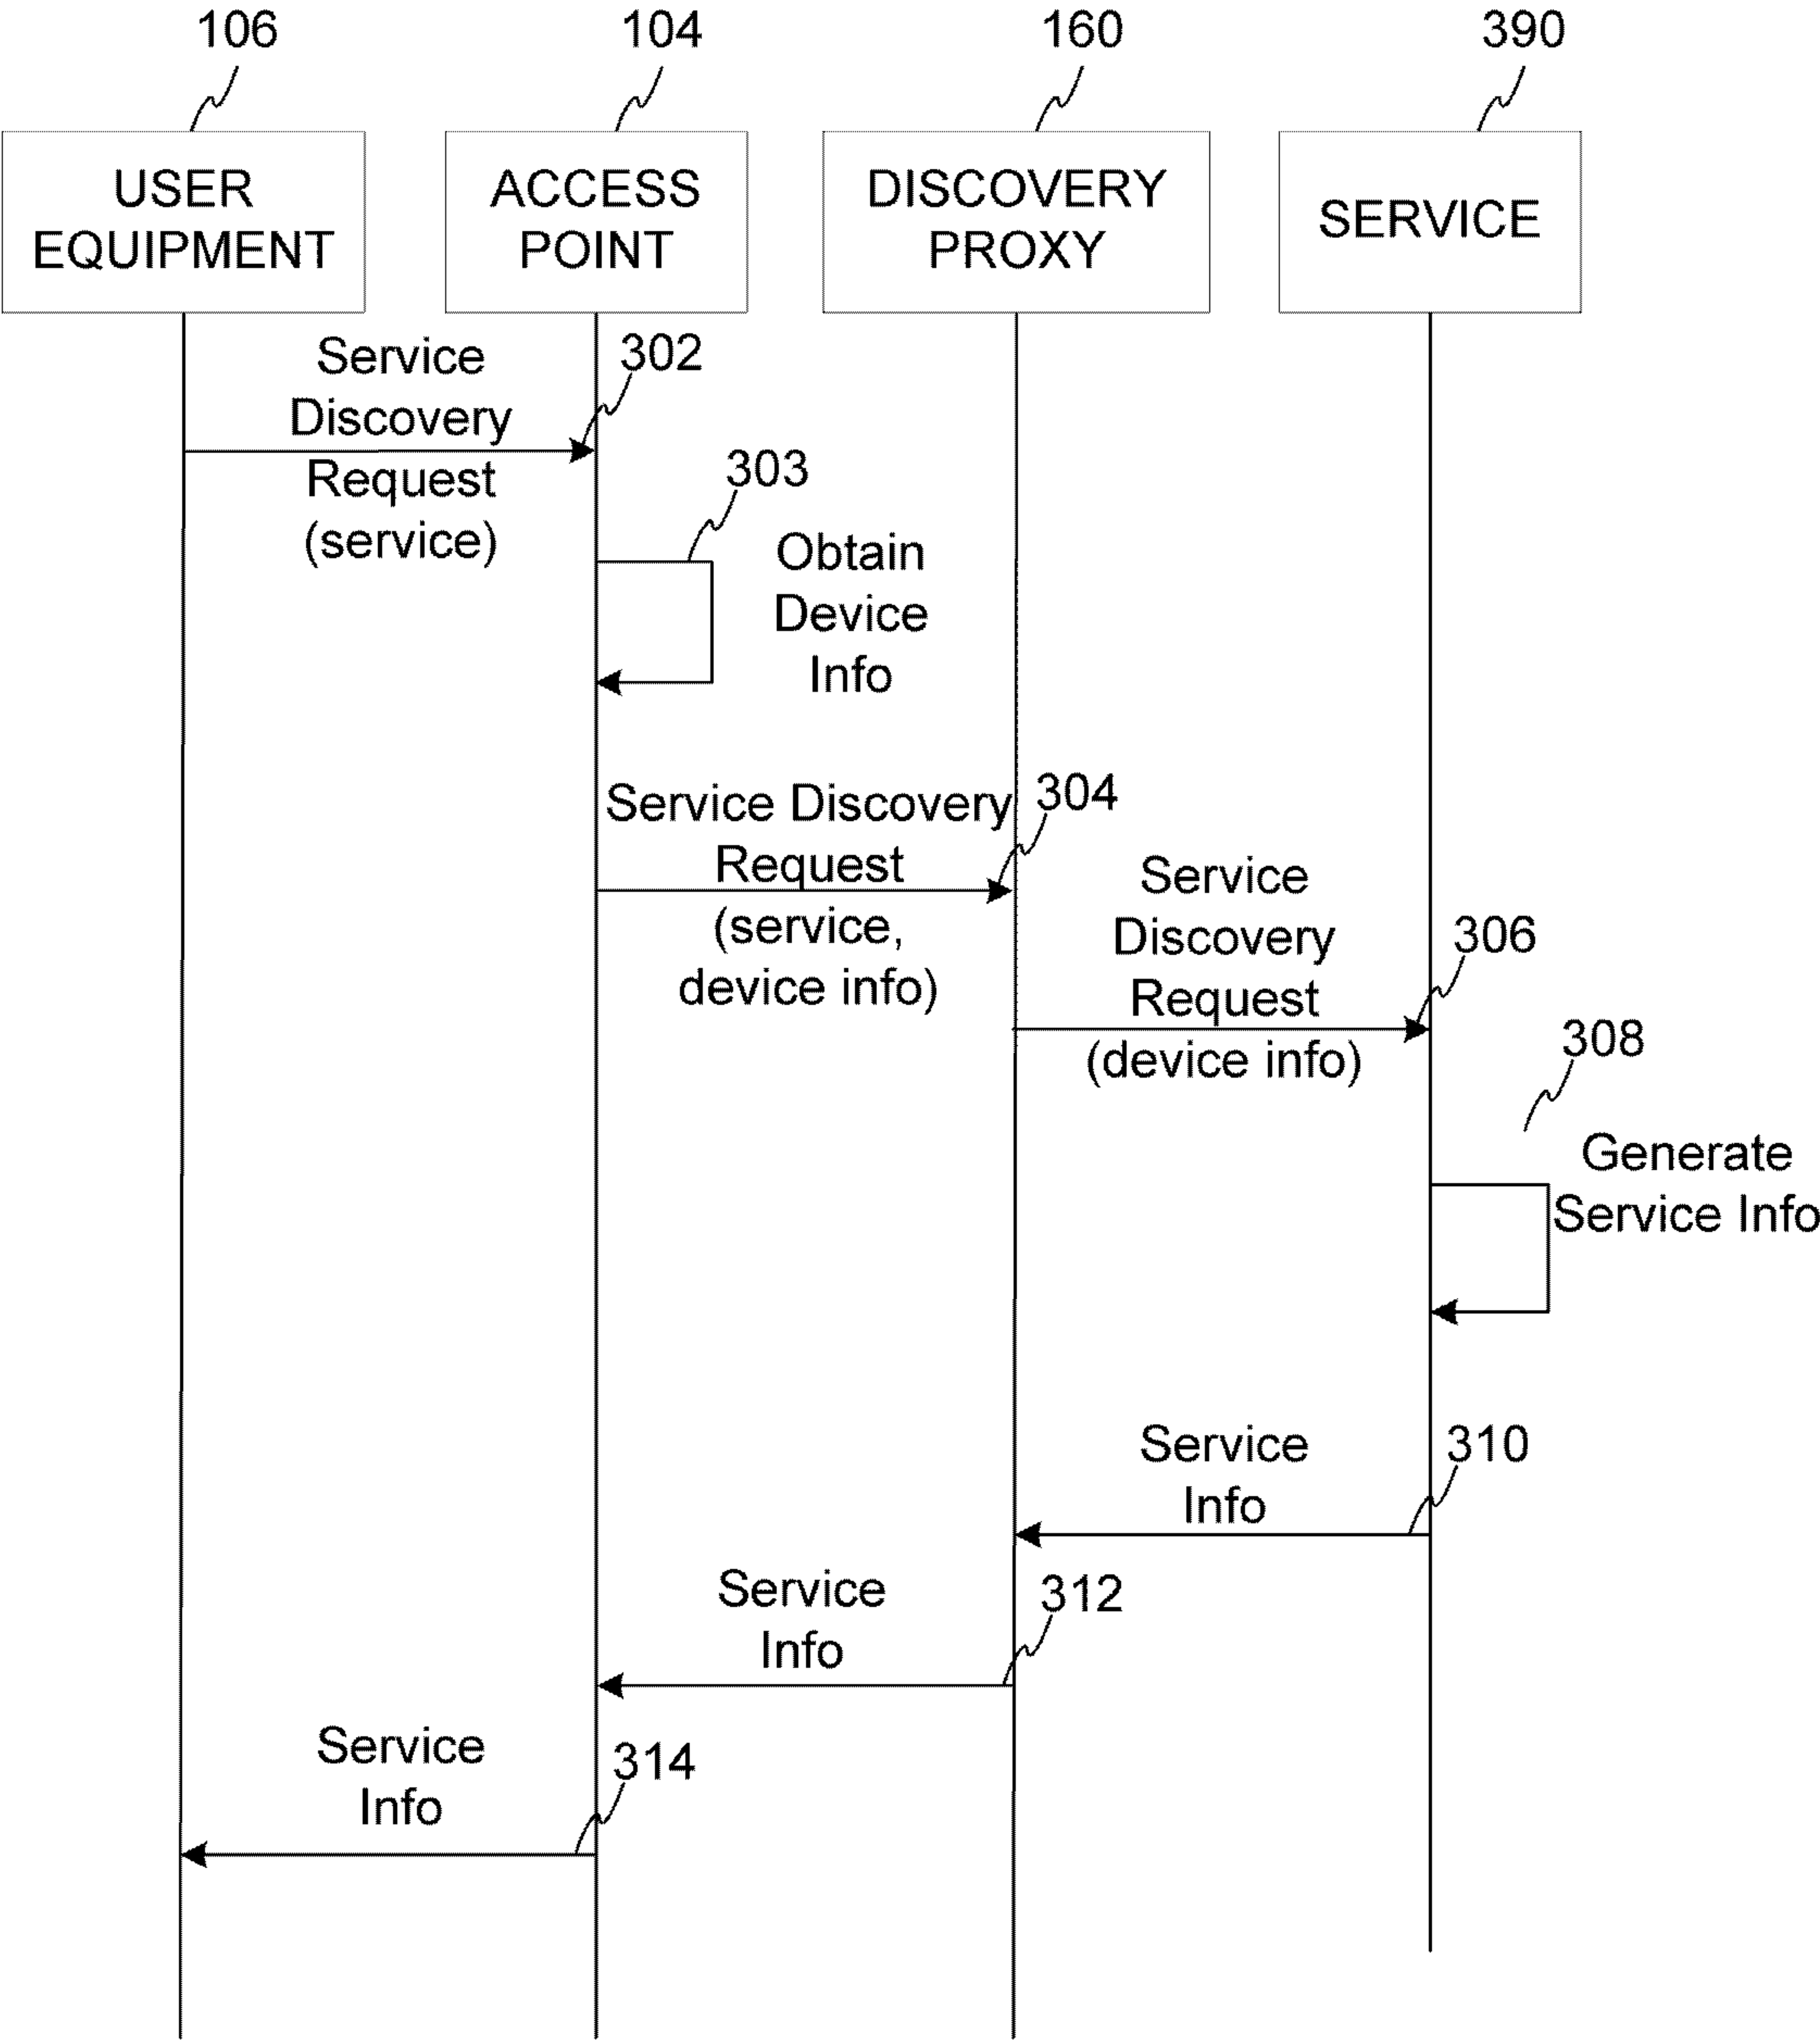 106
104
160
390
USER
EQUIPMENT
ACCESS
POINT
DISCOVERY
PROXY
SERVICE
Service
Discovery
Request
(service)
302
303
Obtain
Device
Info
Service Discovery
Request
(service,
device info)
304
Service
Discovery
Request
(device info)
306
308
Generate
Service Info
Service
Info
310
Service
Info
312
Service
Info
314